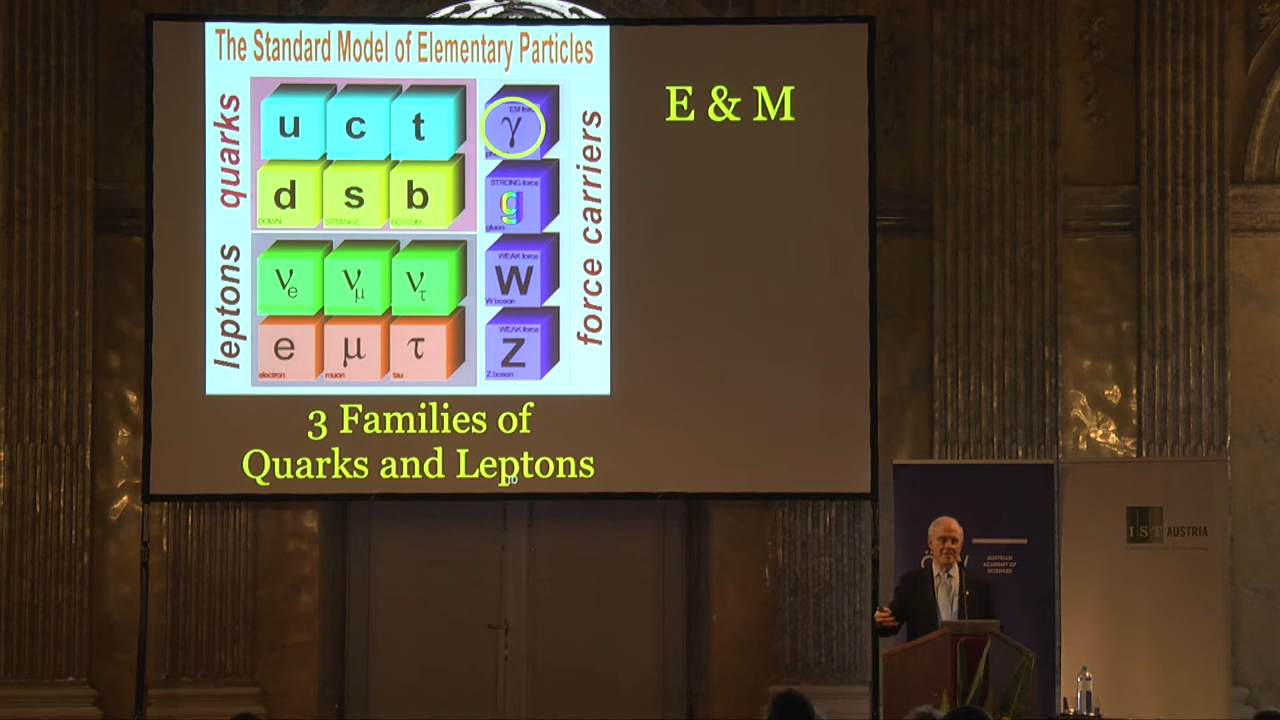 The Standard Model of Elementary Particles
quarks
u c t
d s b
DOWN STRANGE BOTTOM
leptons
νe νμ ντ
e μ τ
electron muon tau
EM force
γ
STRONG force
g
gluon
WEAK force
W
W boson
WEAK force
Z
Z boson
force carriers
E & M
3 Families of
Quarks and Leptons
AUSTRIAN
ACADEMY OF
SCIENCES
IST AUSTRIA